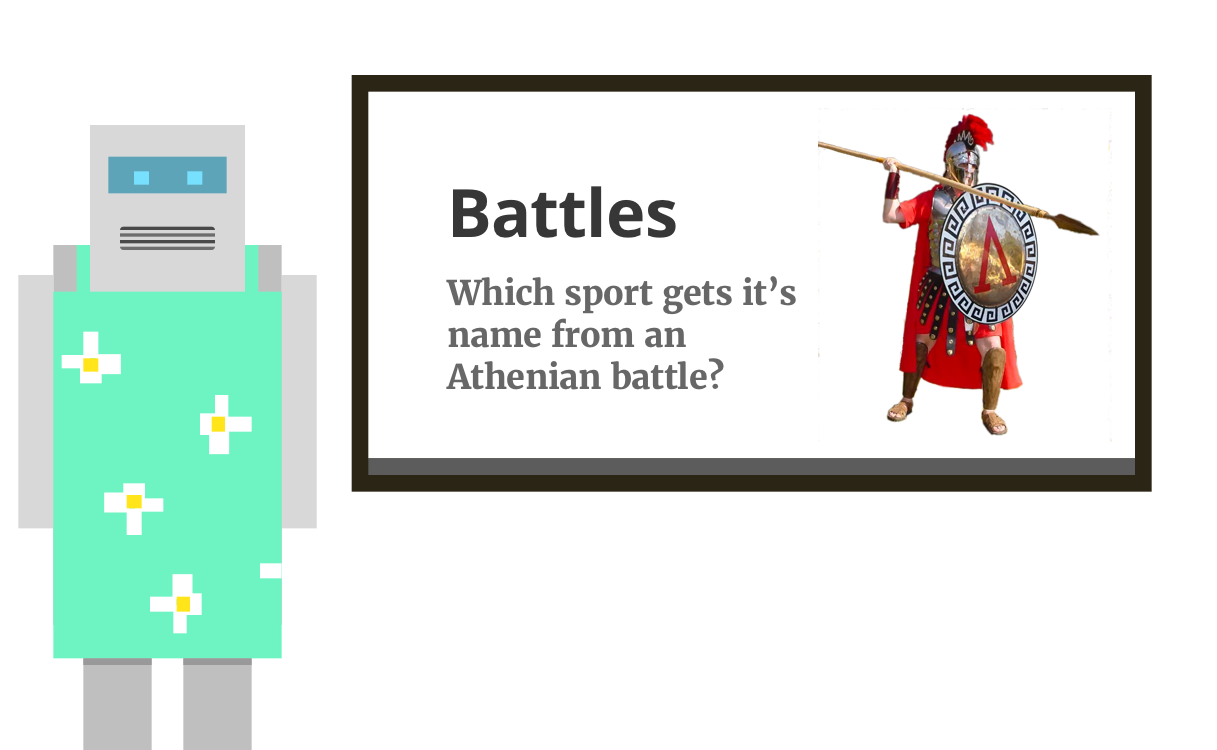 Battles
Which sport gets it’s
name from an
Athenian battle?